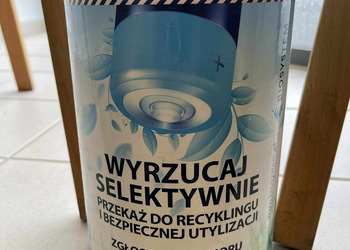 WYRZUCAJ
SELEKTYWNIE
PRZEKAŻ DO RECYKLINGU
I BEZPIECZNEJ UTYLIZACJI